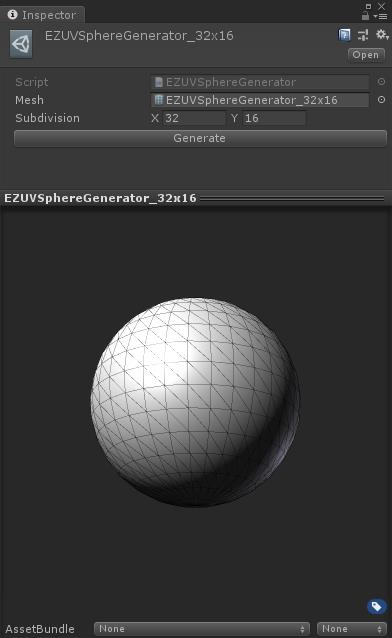 Inspector
EZUVSphereGenerator_32x16
Open
Script EZUVSphereGenerator
Mesh EZUVSphereGenerator_32x16
Subdivision X 32 Y 16
Generate
EZUVSphereGenerator_32x16
AssetBundle None None